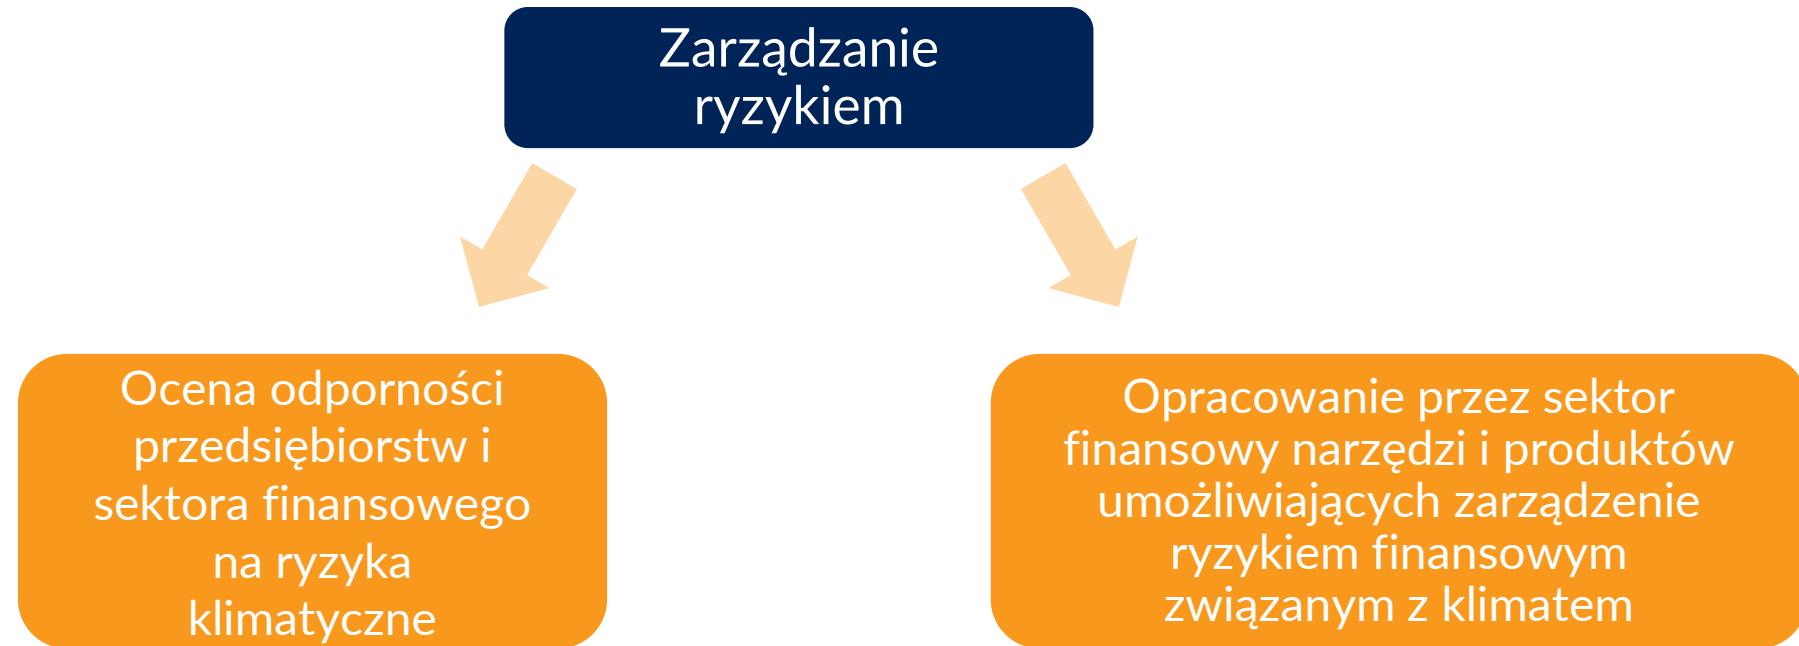 Zarządzanie
ryzykiem
Ocena odporności
przedsiębiorstw i
sektora finansowego
na ryzyka
klimatyczne
Opracowanie przez sektor
finansowy narzędzi i produktów
umożliwiających zarządzenie
ryzykiem finansowym
związanym z klimatem